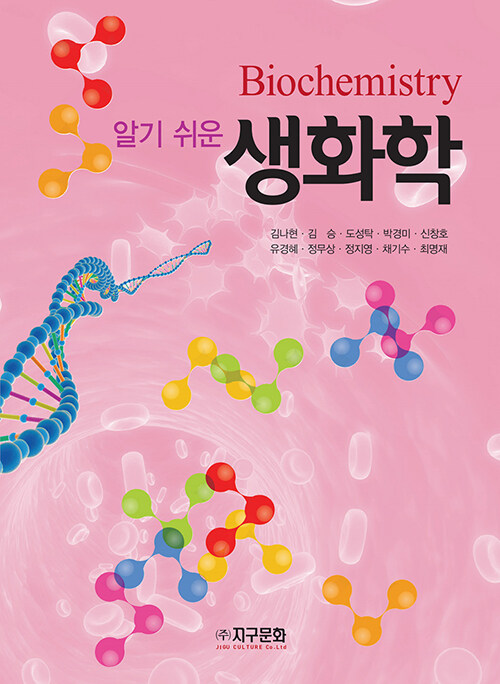 Biochemistry
알기 쉬운 생화학
김나현 · 김 승 · 도성탁 · 박경미 · 신창호
유경혜 · 정무상 · 정지영 · 채기수 · 최명재
(주)지구문화
JIGU CULTURE Co.Ltd